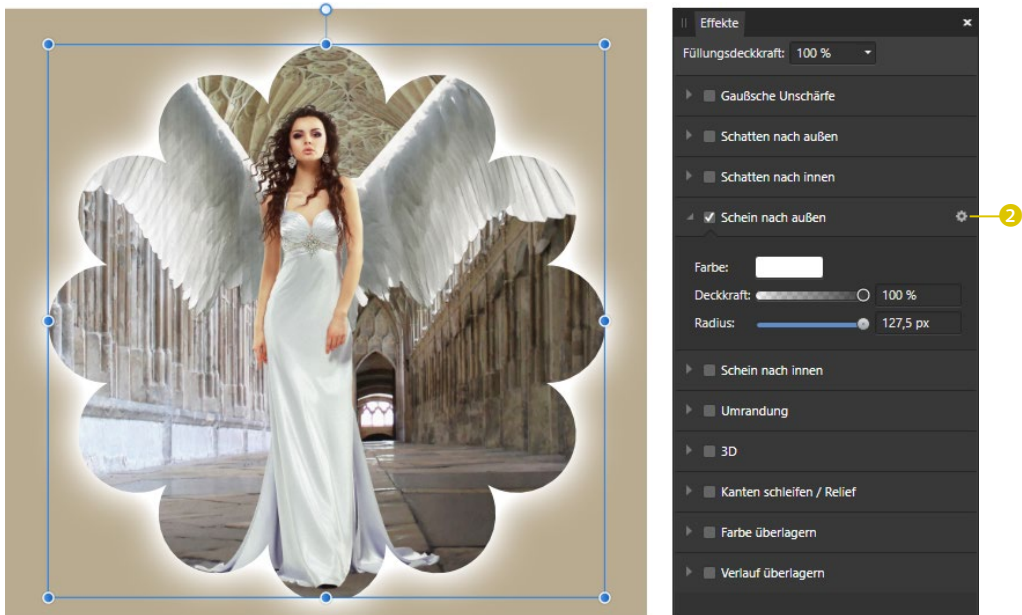 Effekte
Füllungsdeckkraft: 100 %
Gaußsche Unschärfe
Schatten nach außen
Schatten nach innen
Schein nach außen
2
Farbe:
Deckkraft: 100 %
Radius: 127,5 px
Schein nach innen
Umrandung
3D
Kanten schleifen / Relief
Farbe überlagern
Verlauf überlagern